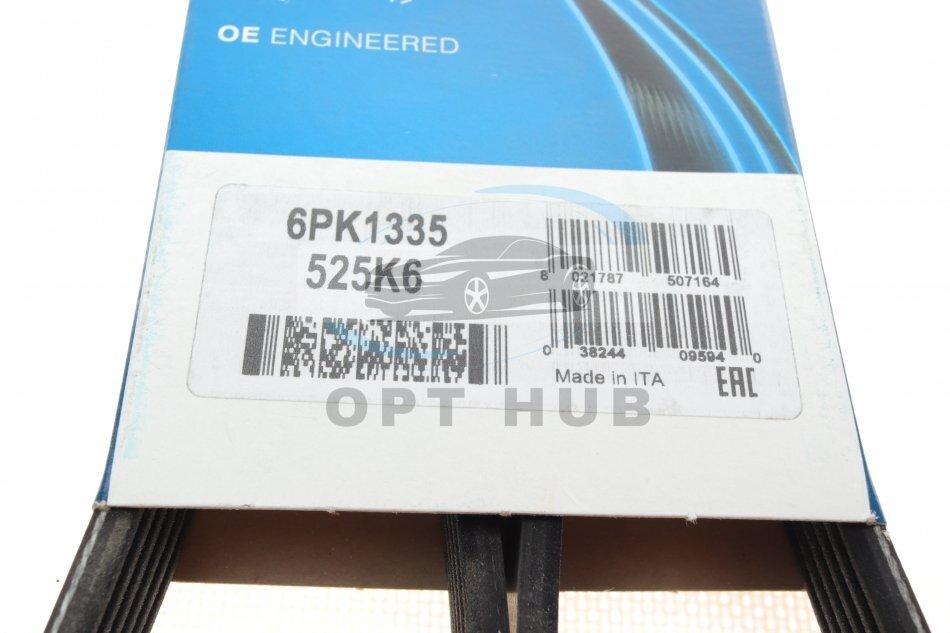 OE ENGINEERED
6PK1335
525K6
8 021787 507164
0 38244 09594 0
Made in ITA
EAC
OPT HUB